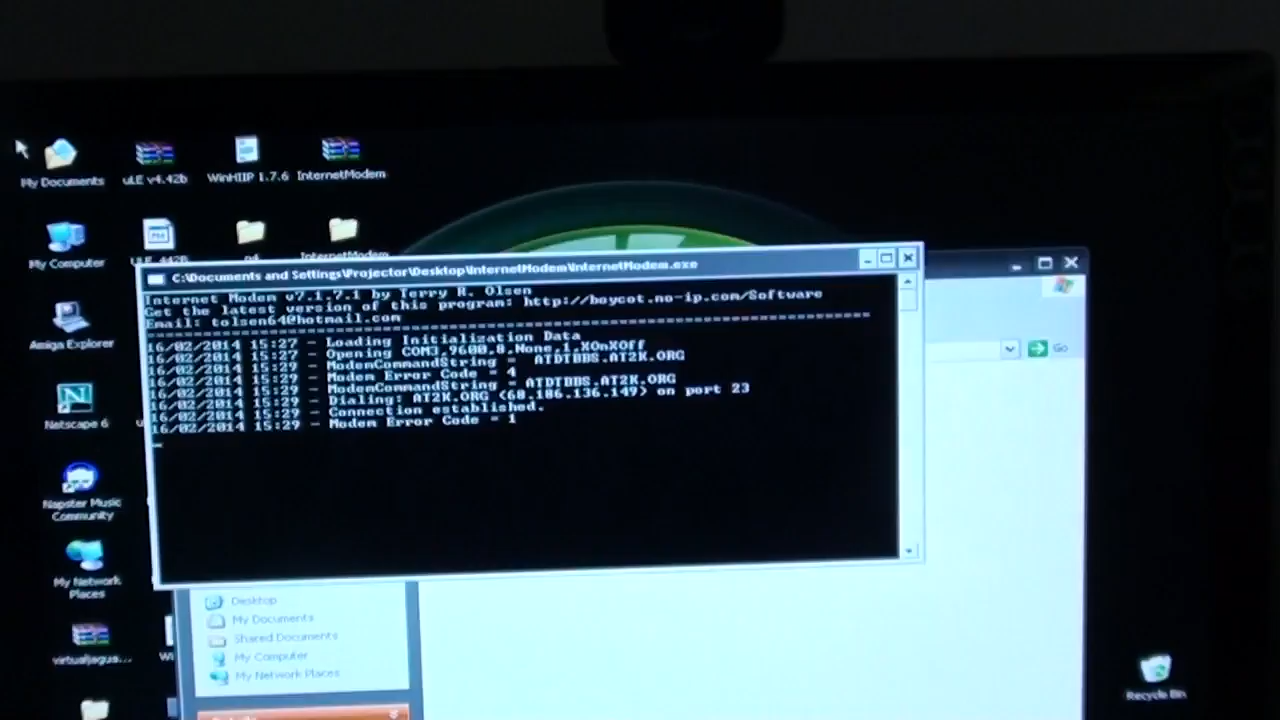 My Documents
uLE v4.42b
WinHIIP 1.7.6
InternetModem
My Computer
InternetModem
C:\Documents and Settings\Projector\Desktop\InternetModem\InternetModem.exe
Internet Modem v7.1.7.1 by Terry R. Olsen
Get the latest version of this program: http://boycot.no-ip.com/Software
Email: tolsen64@hotmail.com
16/02/2014 15:27 - Loading Initialization Data
16/02/2014 15:27 - Opening COM3,9600,8,None,1,XOnXOff
16/02/2014 15:29 - ModemCommandString = ATDTBBS.AT2K.ORG
16/02/2014 15:29 - Modem Error Code = 4
16/02/2014 15:29 - ModemCommandString = ATDTBBS.AT2K.ORG
16/02/2014 15:29 - Dialing: AT2K.ORG (68.186.136.149) on port 23
16/02/2014 15:29 - Connection established.
16/02/2014 15:29 - Modem Error Code = 1
Go
Amiga Explorer
Netscape 6
Napster Music
Community
My Network
Places
Desktop
My Documents
Shared Documents
My Computer
My Network Places
Recycle Bin